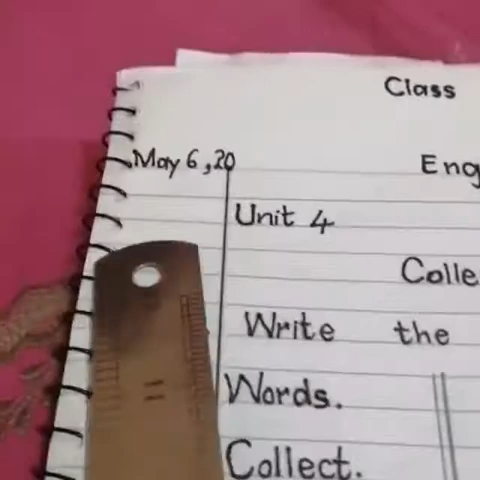 Class
May 6, 20
Eng
Unit 4
Colle
Write the
Words.
Collect.